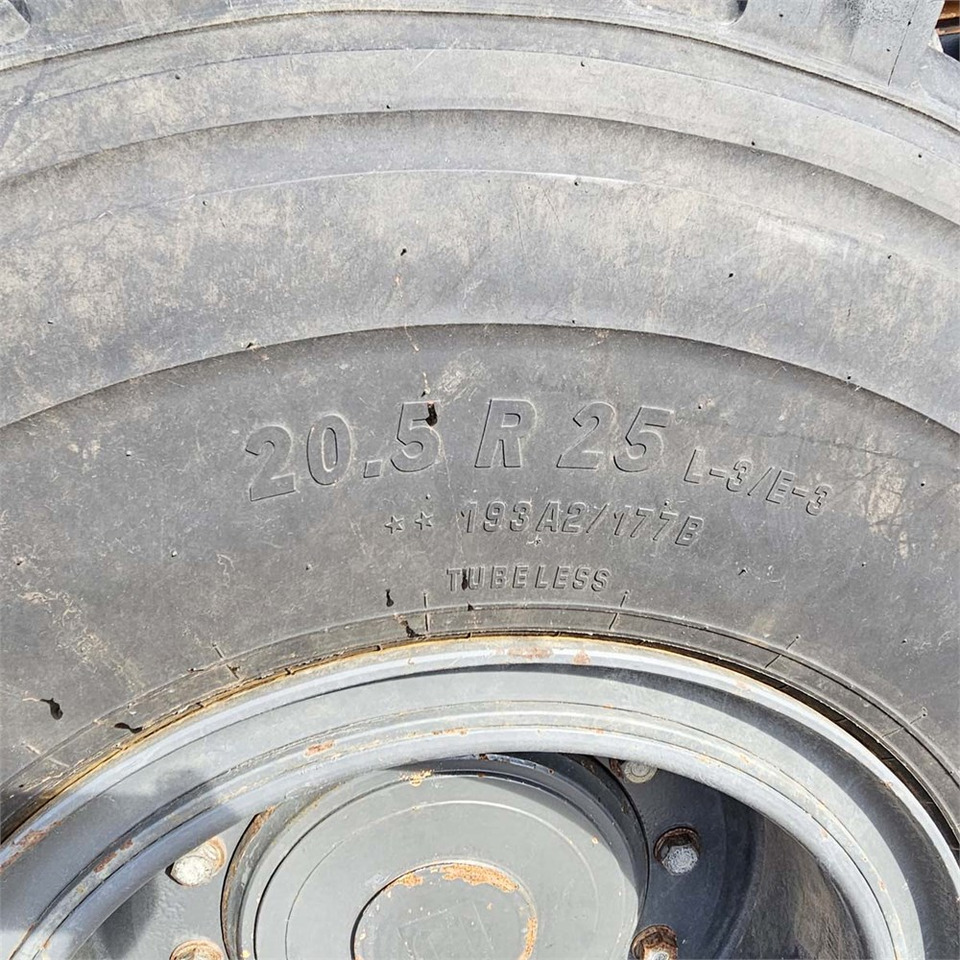 20.5 R 25 L-3/E-3
** 193A2/177B
TUBELESS